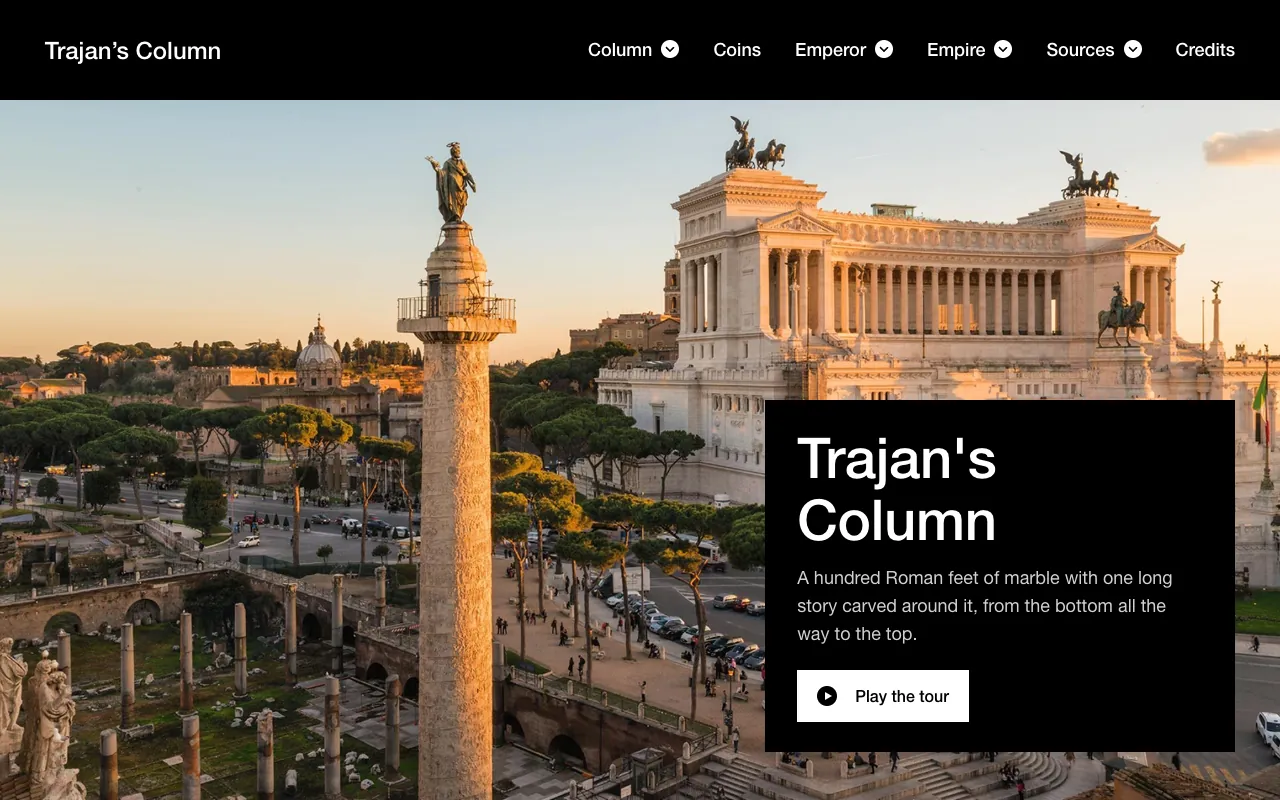 Trajan’s Column
Column
Coins
Emperor
Empire
Sources
Credits
Trajan's
Column
A hundred Roman feet of marble with one long
story carved around it, from the bottom all the
way to the top.
Play the tour